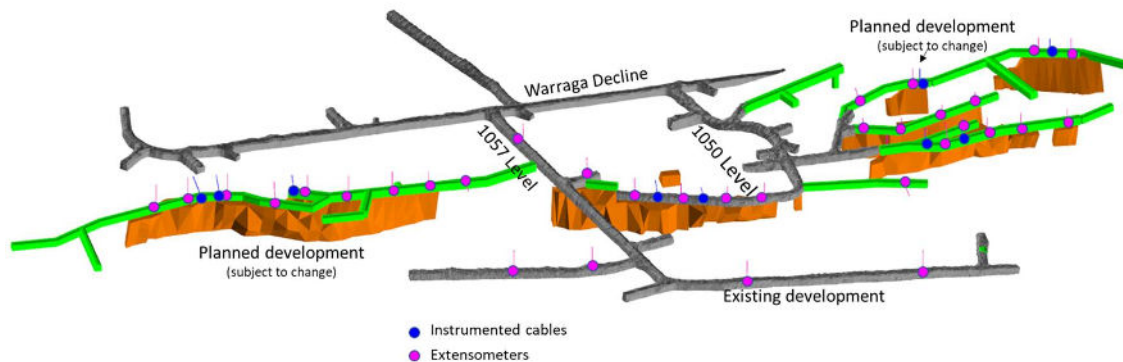 Planned development
(subject to change)
Warraga Decline
1057 Level
1050 Level
Planned development
(subject to change)
Existing development
Instrumented cables
Extensometers